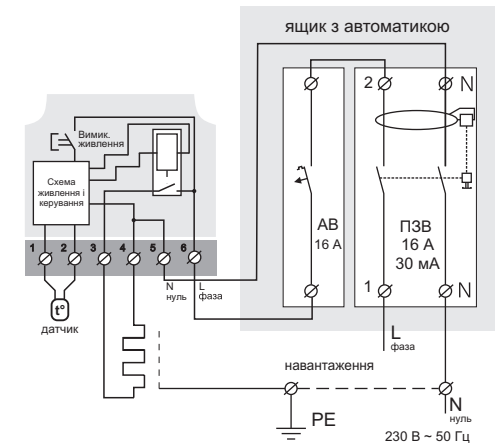 ящик з автоматикою
2
N
Вимик.
живлення
Схема
живлення і
керування
АВ
16 А
ПЗВ
16 А
30 мА
1
2
3
4
5
6
1
N
N
нуль
L
фаза
t°
датчик
L
фаза
навантаження
PE
N
нуль
230 В ~ 50 Гц